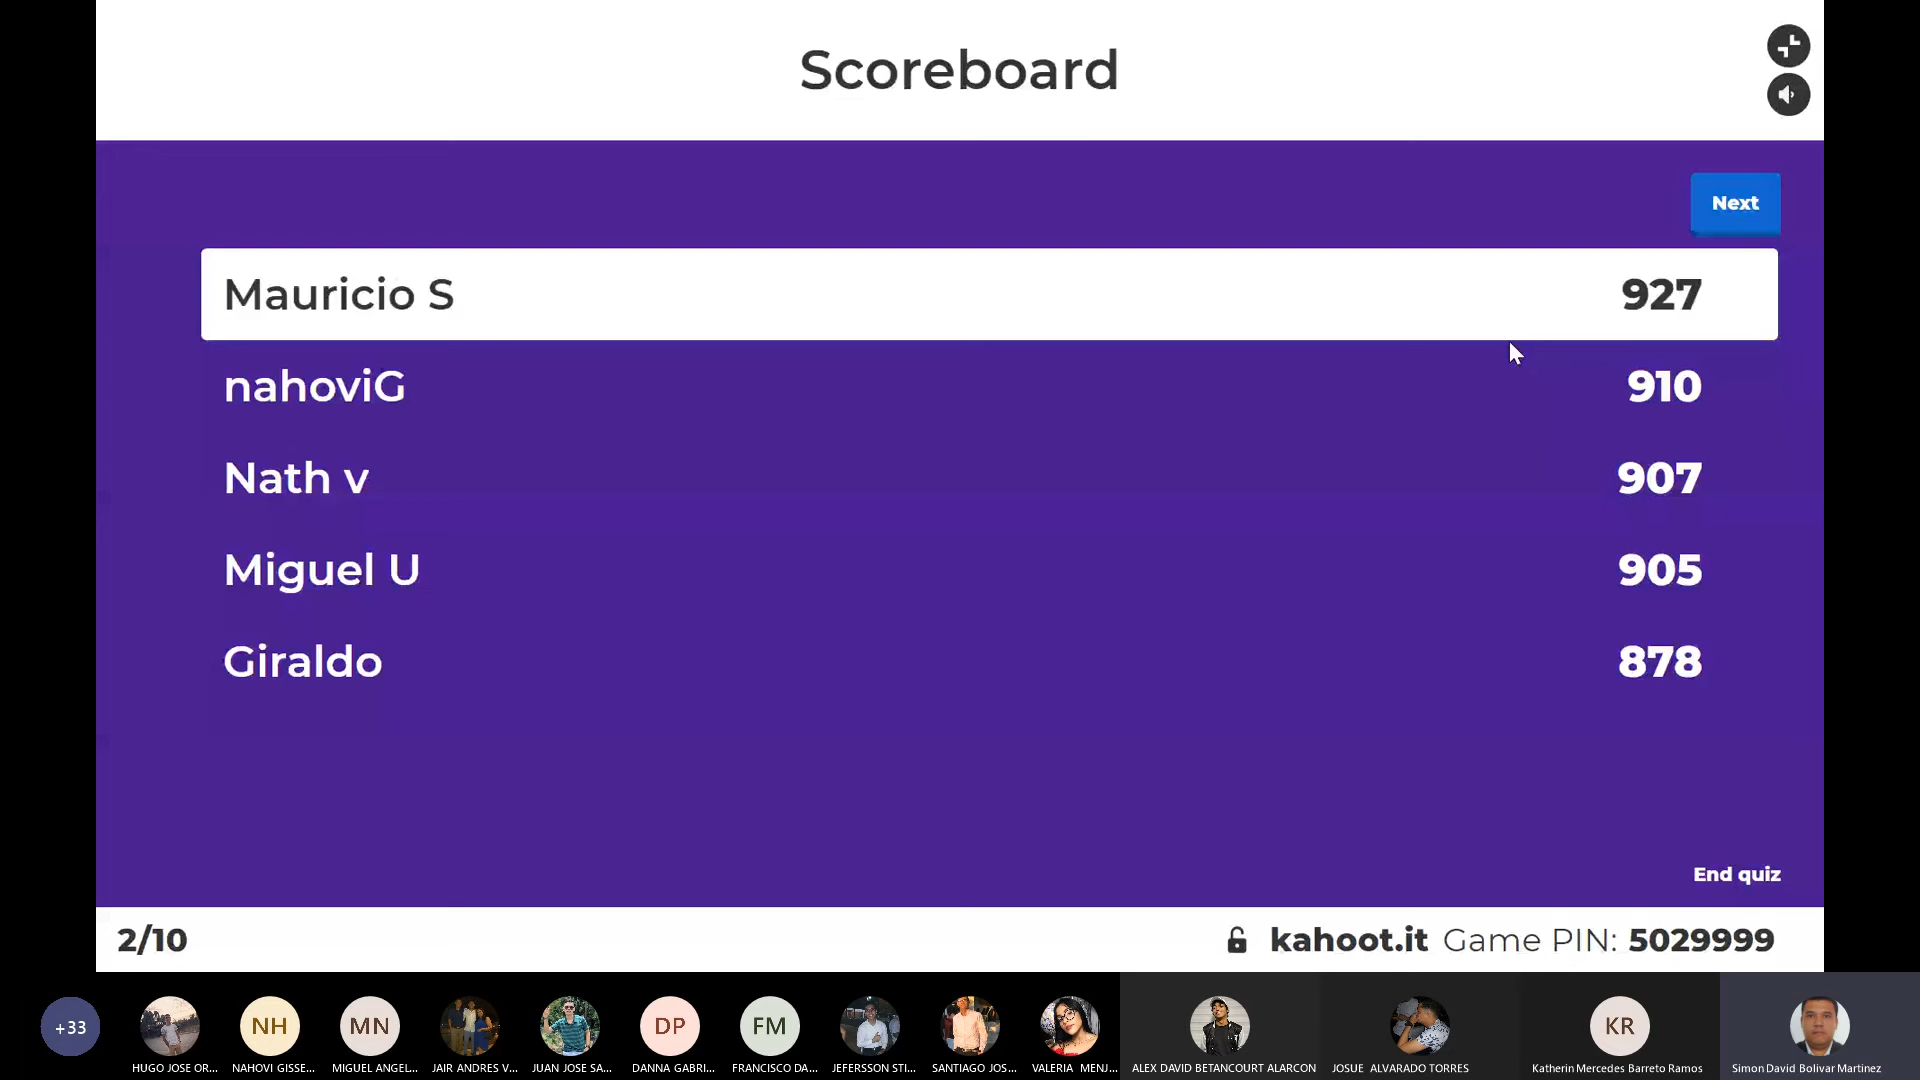 Scoreboard
Next
Mauricio S 927
nahoviG 910
Nath v 907
Miguel U 905
Giraldo 878
End quiz
2/10 kahoot.it Game PIN: 5029999
+33 NH MN DP FM KR
HUGO JOSE OR... NAHOVI GISSE... MIGUEL ANGEL... JAIR ANDRES V... JUAN JOSE SA... DANNA GABRI... FRANCISCO DA... JEFERSSON STI... SANTIAGO JOS... VALERIA MENJ... ALEX DAVID BETANCOURT ALARCON JOSUE ALVARADO TORRES Katherin Mercedes Barreto Ramos Simon David Bolivar Martinez